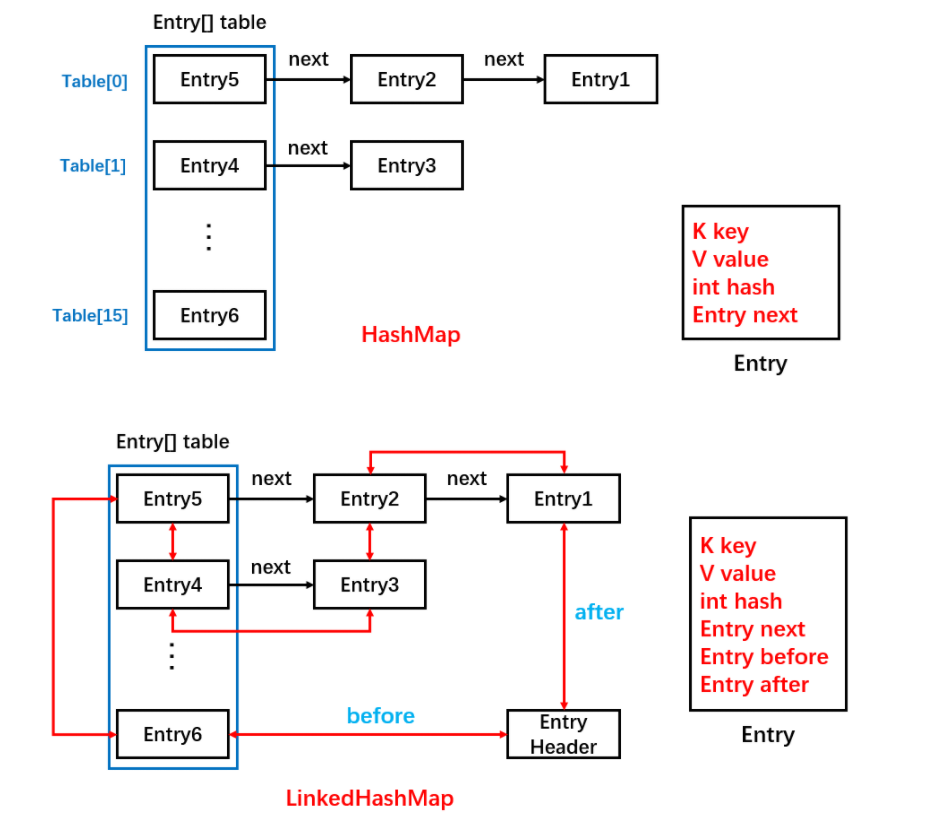 Entry[] table
Table[0]
Entry5
next
Entry2
next
Entry1
Table[1]
Entry4
next
Entry3
Table[15]
Entry6
HashMap
K key
V value
int hash
Entry next
Entry
Entry[] table
Entry5
next
Entry2
next
Entry1
Entry4
next
Entry3
after
before
Entry6
Entry
Header
LinkedHashMap
K key
V value
int hash
Entry next
Entry before
Entry after
Entry